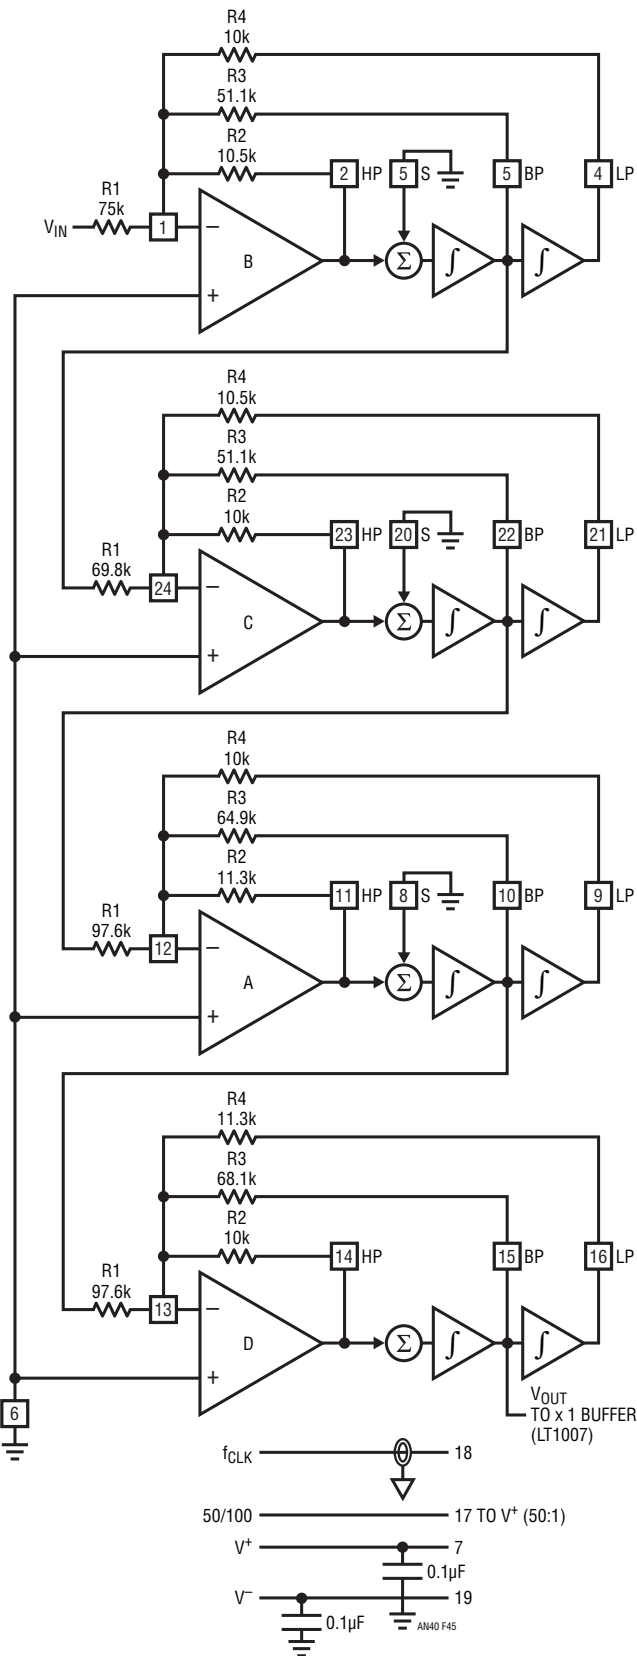 R4
10k
R3
51.1k
R2
10.5k
R1
75k
VIN
1
2 HP
5 S
5 BP
4 LP
−
B
+
Σ
∫
∫
R4
10.5k
R3
51.1k
R2
10k
R1
69.8k
24
23 HP
20 S
22 BP
21 LP
−
C
+
Σ
∫
∫
R4
10k
R3
64.9k
R2
11.3k
R1
97.6k
12
11 HP
8 S
10 BP
9 LP
−
A
+
Σ
∫
∫
R4
11.3k
R3
68.1k
R2
10k
R1
97.6k
13
14 HP
15 BP
16 LP
−
D
+
Σ
∫
∫
6
VOUT
TO x 1 BUFFER
(LT1007)
fCLK 18
50/100 17 TO V+ (50:1)
V+ 7
0.1µF
V− 19
0.1µF
AN40 F45